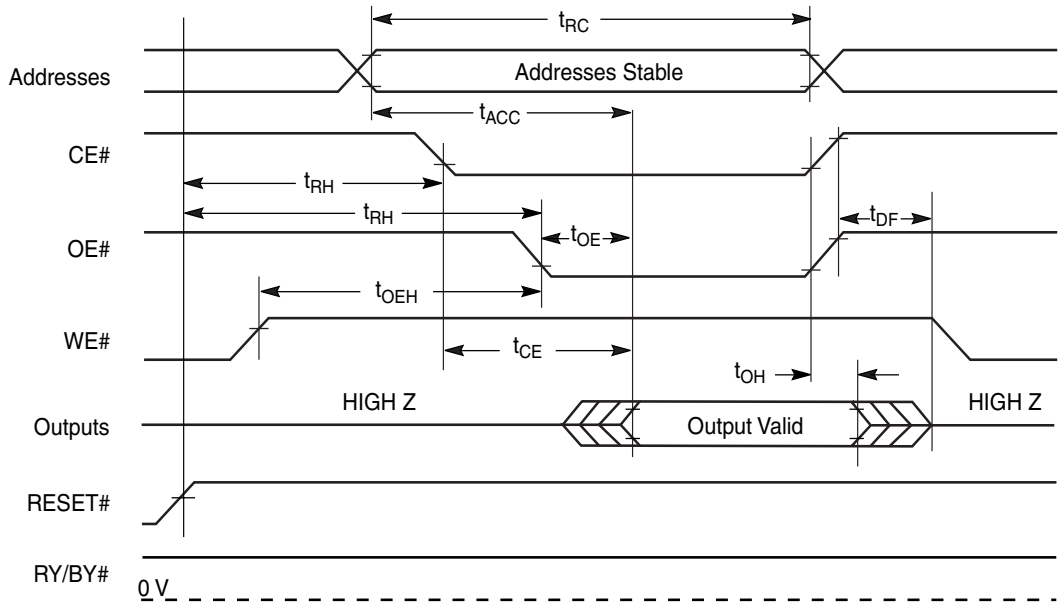 tRC
Addresses
Addresses Stable
tACC
CE#
tRH
tRH
tDF
OE#
tOE
tOEH
WE#
tCE
tOH
HIGH Z
HIGH Z
Outputs
Output Valid
RESET#
RY/BY#
0 V